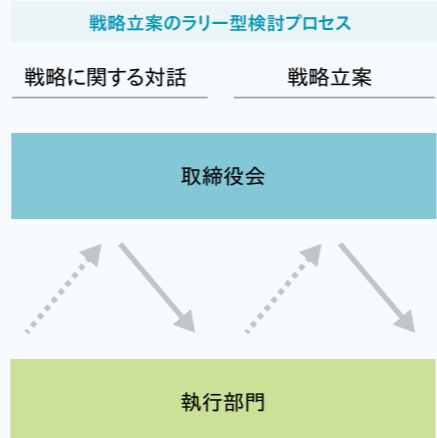 戦略立案のラリー型検討プロセス
戦略に関する対話
戦略立案
取締役会
執行部門